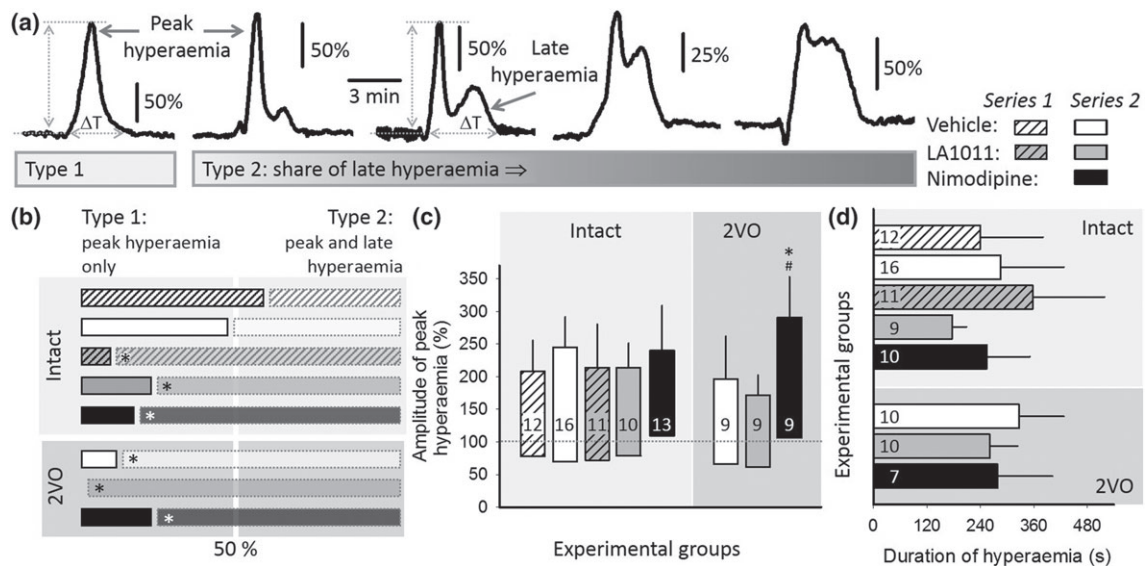 (a)
Peak
hyperaemia
50%
50%
3 min
50%
Late
hyperaemia
25%
50%
ΔT
ΔT
Type 1
Type 2: share of late hyperaemia ⇒
Series 1 Series 2
Vehicle:
LA1011:
Nimodipine:
(b)
Type 1:
peak hyperaemia
only
Type 2:
peak and late
hyperaemia
Intact
*
*
*
2VO
*
*
*
50 %
(c)
Intact
2VO
Amplitude of peak
hyperaemia (%)
350
300
250
200
150
100
50
0
12 16 11 10 13 9 9 9
*
#
Experimental groups
(d)
Intact
Experimental groups
12
16
11
9
10
10
10
7
2VO
0 120 240 360 480
Duration of hyperaemia (s)